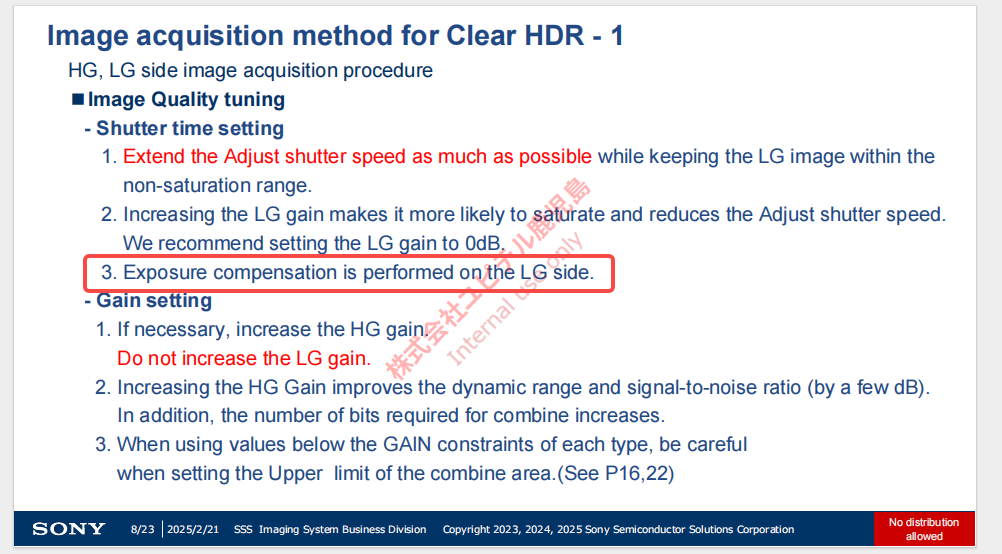 Image acquisition method for Clear HDR - 1
HG, LG side image acquisition procedure
■Image Quality tuning
- Shutter time setting
1. Extend the Adjust shutter speed as much as possible while keeping the LG image within the
non-saturation range.
2. Increasing the LG gain makes it more likely to saturate and reduces the Adjust shutter speed.
We recommend setting the LG gain to 0dB.
3. Exposure compensation is performed on the LG side.
- Gain setting
1. If necessary, increase the HG gain.
Do not increase the LG gain.
2. Increasing the HG Gain improves the dynamic range and signal-to-noise ratio (by a few dB).
In addition, the number of bits required for combine increases.
3. When using values below the GAIN constraints of each type, be careful
when setting the Upper limit of the combine area.(See P16,22)
株式会社ユピテル鹿児島
Internal use only
SONY
8/23
2025/2/21
SSS Imaging System Business Division
Copyright 2023, 2024, 2025 Sony Semiconductor Solutions Corporation
No distribution
allowed